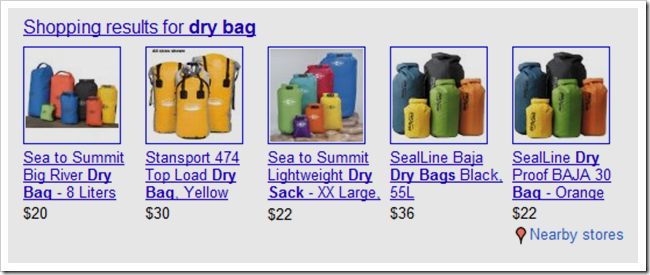 Shopping results for dry bag
All sizes shown
Sea to Summit
Big River Dry
Bag - 8 Liters
$20
Stansport 474
Top Load Dry
Bag, Yellow
$30
Sea to Summit
Lightweight Dry
Sack - XX Large,
$22
SealLine Baja
Dry Bags Black,
55L
$36
SealLine Dry
Proof BAJA 30
Bag - Orange
$22
Nearby stores